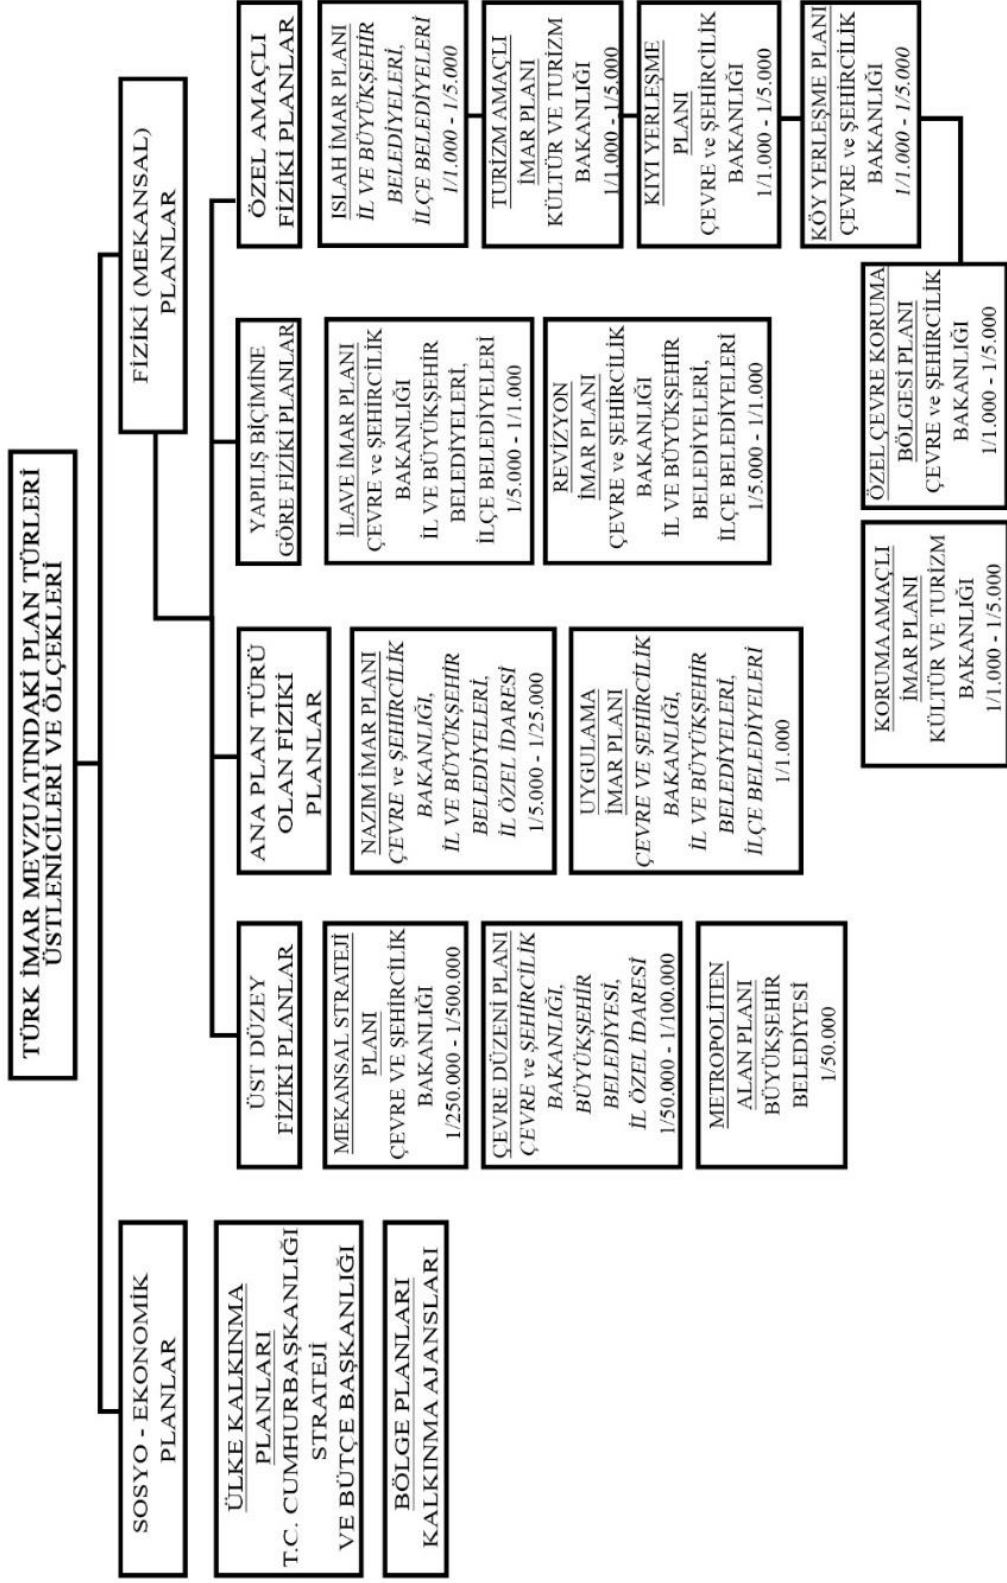 TÜRK İMAR MEVZUATINDAKİ PLAN TÜRLERİ
ÜSTLENİCİLERİ VE ÖLÇEKLERİ
SOSYO - EKONOMİK
PLANLAR
ÜLKE KALKINMA
PLANLARI
T.C. CUMHURBAŞKANLIĞI
STRATEJİ
VE BÜTÇE BAŞKANLIĞI
BÖLGE PLANLARI
KALKINMA AJANSLARI
FİZİKİ (MEKANSAL)
PLANLAR
ÜST DÜZEY
FİZİKİ PLANLAR
MEKANSAL STRATEJİ
PLANI
ÇEVRE VE ŞEHİRCİLİK
BAKANLIĞI
1/250.000 - 1/500.000
ÇEVRE DÜZENİ PLANI
ÇEVRE ve ŞEHİRCİLİK
BAKANLIĞI,
BÜYÜKŞEHİR
BELEDİYESİ,
İL ÖZEL İDARESİ
1/50.000 - 1/100.000
METROPOLİTEN
ALAN PLANI
BÜYÜKŞEHİR
BELEDİYESİ
1/50.000
ANA PLAN TÜRÜ
OLAN FİZİKİ
PLANLAR
NAZIM İMAR PLANI
ÇEVRE ve ŞEHİRCİLİK
BAKANLIĞI,
İL VE BÜYÜKŞEHİR
BELEDİYELERİ,
İL ÖZEL İDARESİ
1/5.000 - 1/25.000
UYGULAMA
İMAR PLANI
ÇEVRE VE ŞEHİRCİLİK
BAKANLIĞI,
İL VE BÜYÜKŞEHİR
BELEDİYELERİ,
İLÇE BELEDİYELERİ
1/1.000
YAPILIŞ BİÇİMİNE
GÖRE FİZİKİ PLANLAR
İLAVE İMAR PLANI
ÇEVRE ve ŞEHİRCİLİK
BAKANLIĞI
İL VE BÜYÜKŞEHİR
BELEDİYELERİ,
İLÇE BELEDİYELERİ
1/5.000 - 1/1.000
REVİZYON
İMAR PLANI
ÇEVRE ve ŞEHİRCİLİK
BAKANLIĞI
İL VE BÜYÜKŞEHİR
BELEDİYELERİ,
İLÇE BELEDİYELERİ
1/5.000 - 1/1.000
ÖZEL AMAÇLI
FİZİKİ PLANLAR
ISLAH İMAR PLANI
İL VE BÜYÜKŞEHİR
BELEDİYELERİ,
İLÇE BELEDİYELERİ
1/1.000 - 1/5.000
TURİZM AMAÇLI
İMAR PLANI
KÜLTÜR VE TURİZM
BAKANLIĞI
1/1.000 - 1/5.000
KIYI YERLEŞME
PLANI
ÇEVRE ve ŞEHİRCİLİK
BAKANLIĞI
1/1.000 - 1/5.000
KÖY YERLEŞME PLANI
ÇEVRE ve ŞEHİRCİLİK
BAKANLIĞI
1/1.000 - 1/5.000
ÖZEL ÇEVRE KORUMA
BÖLGESİ PLANI
ÇEVRE ve ŞEHİRCİLİK
BAKANLIĞI
1/1.000 - 1/5.000
KORUMA AMAÇLI
İMAR PLANI
KÜLTÜR VE TURİZM
BAKANLIĞI
1/1.000 - 1/5.000